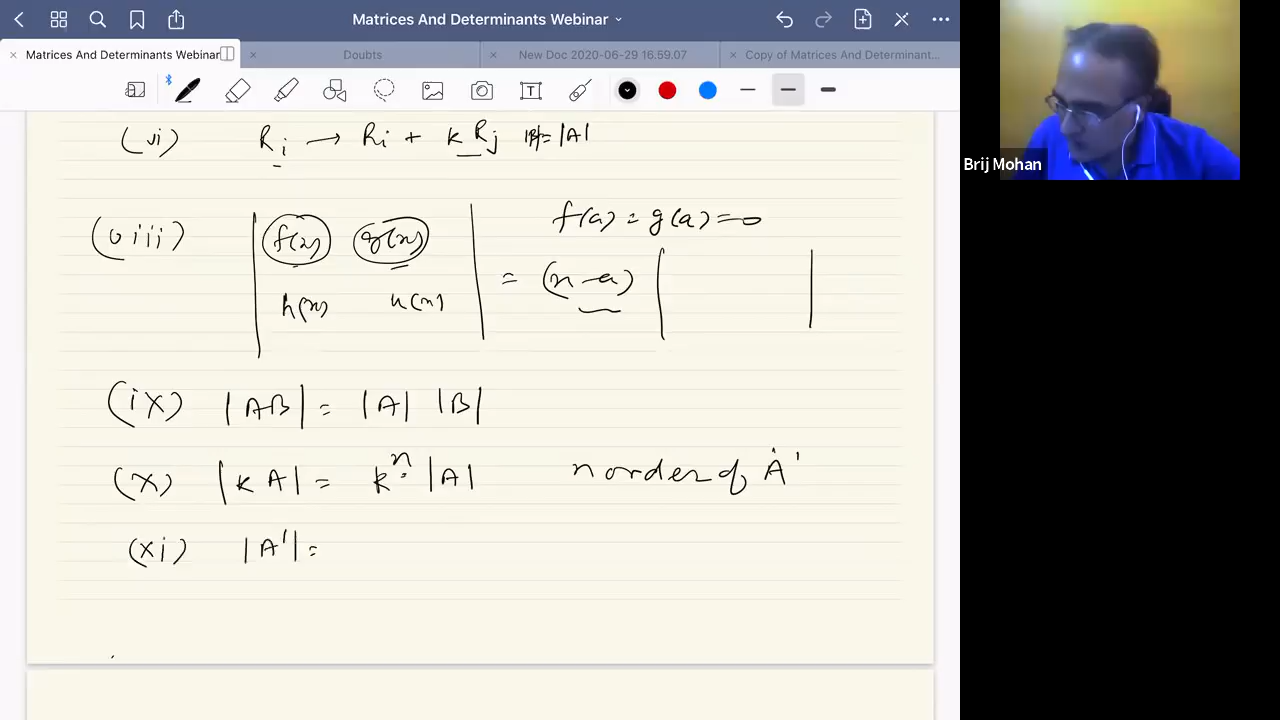 Matrices And Determinants Webinar
Matrices And Determinants Webinar
Doubts
New Doc 2020-06-29 16.59.07
Copy of Matrices And Determinant...
T
Brij Mohan
(vi) Ri → Ri + k Rj = |A|
f(a) = g(a) = 0
(viii) | f(x) g(x) |
= (x-a) | |
h(x) u(x)
(ix) |AB| = |A| |B|
(x) |kA| = kⁿ |A| n order of A'
(xi) |A'| =